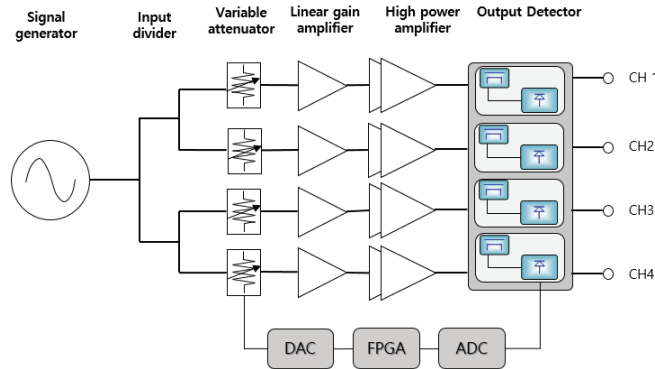 Signal generator
Input divider
Variable attenuator
Linear gain amplifier
High power amplifier
Output Detector
CH 1
CH2
CH3
CH4
DAC
FPGA
ADC